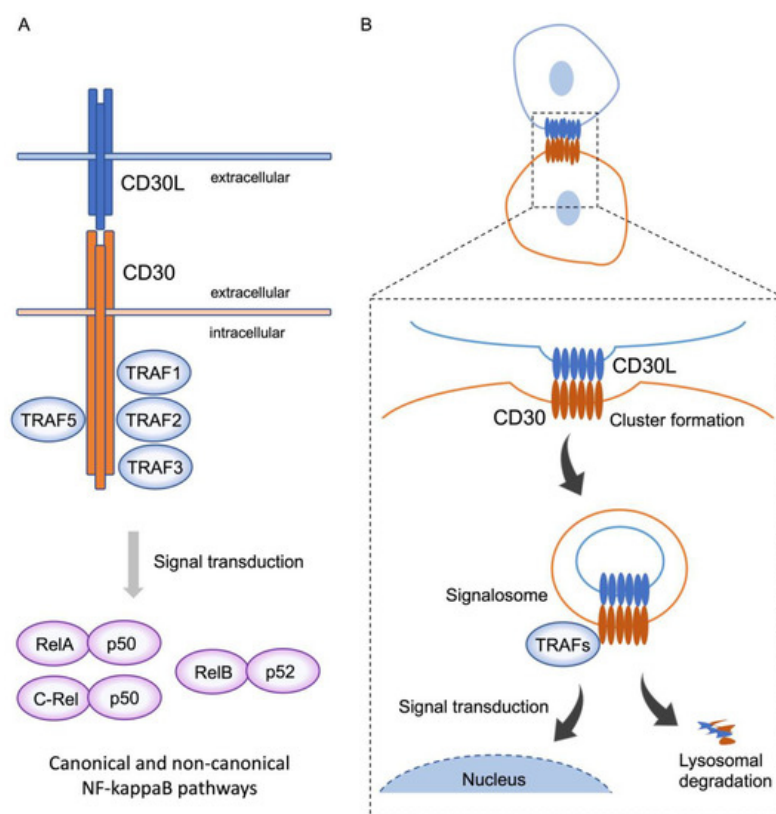 A
CD30L
extracellular
CD30
extracellular
intracellular
TRAF1
TRAF5
TRAF2
TRAF3
Signal transduction
RelA
p50
RelB
p52
C-Rel
p50
Canonical and non-canonical
NF-kappaB pathways
B
CD30L
CD30
Cluster formation
Signalosome
TRAFs
Signal transduction
Nucleus
Lysosomal
degradation